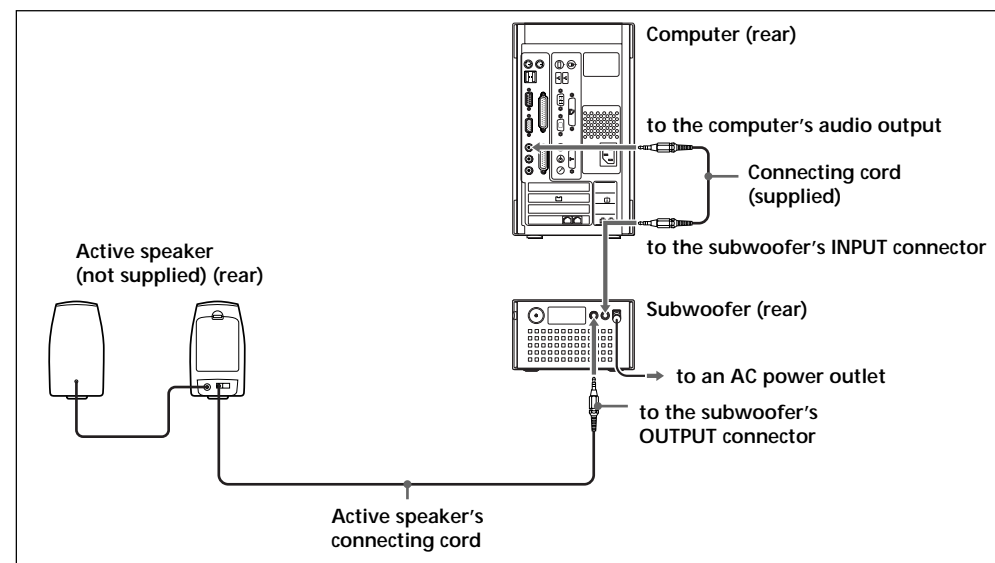 Computer (rear)
to the computer's audio output
Connecting cord
(supplied)
to the subwoofer's INPUT connector
Active speaker
(not supplied) (rear)
Subwoofer (rear)
to an AC power outlet
to the subwoofer's
OUTPUT connector
Active speaker's
connecting cord